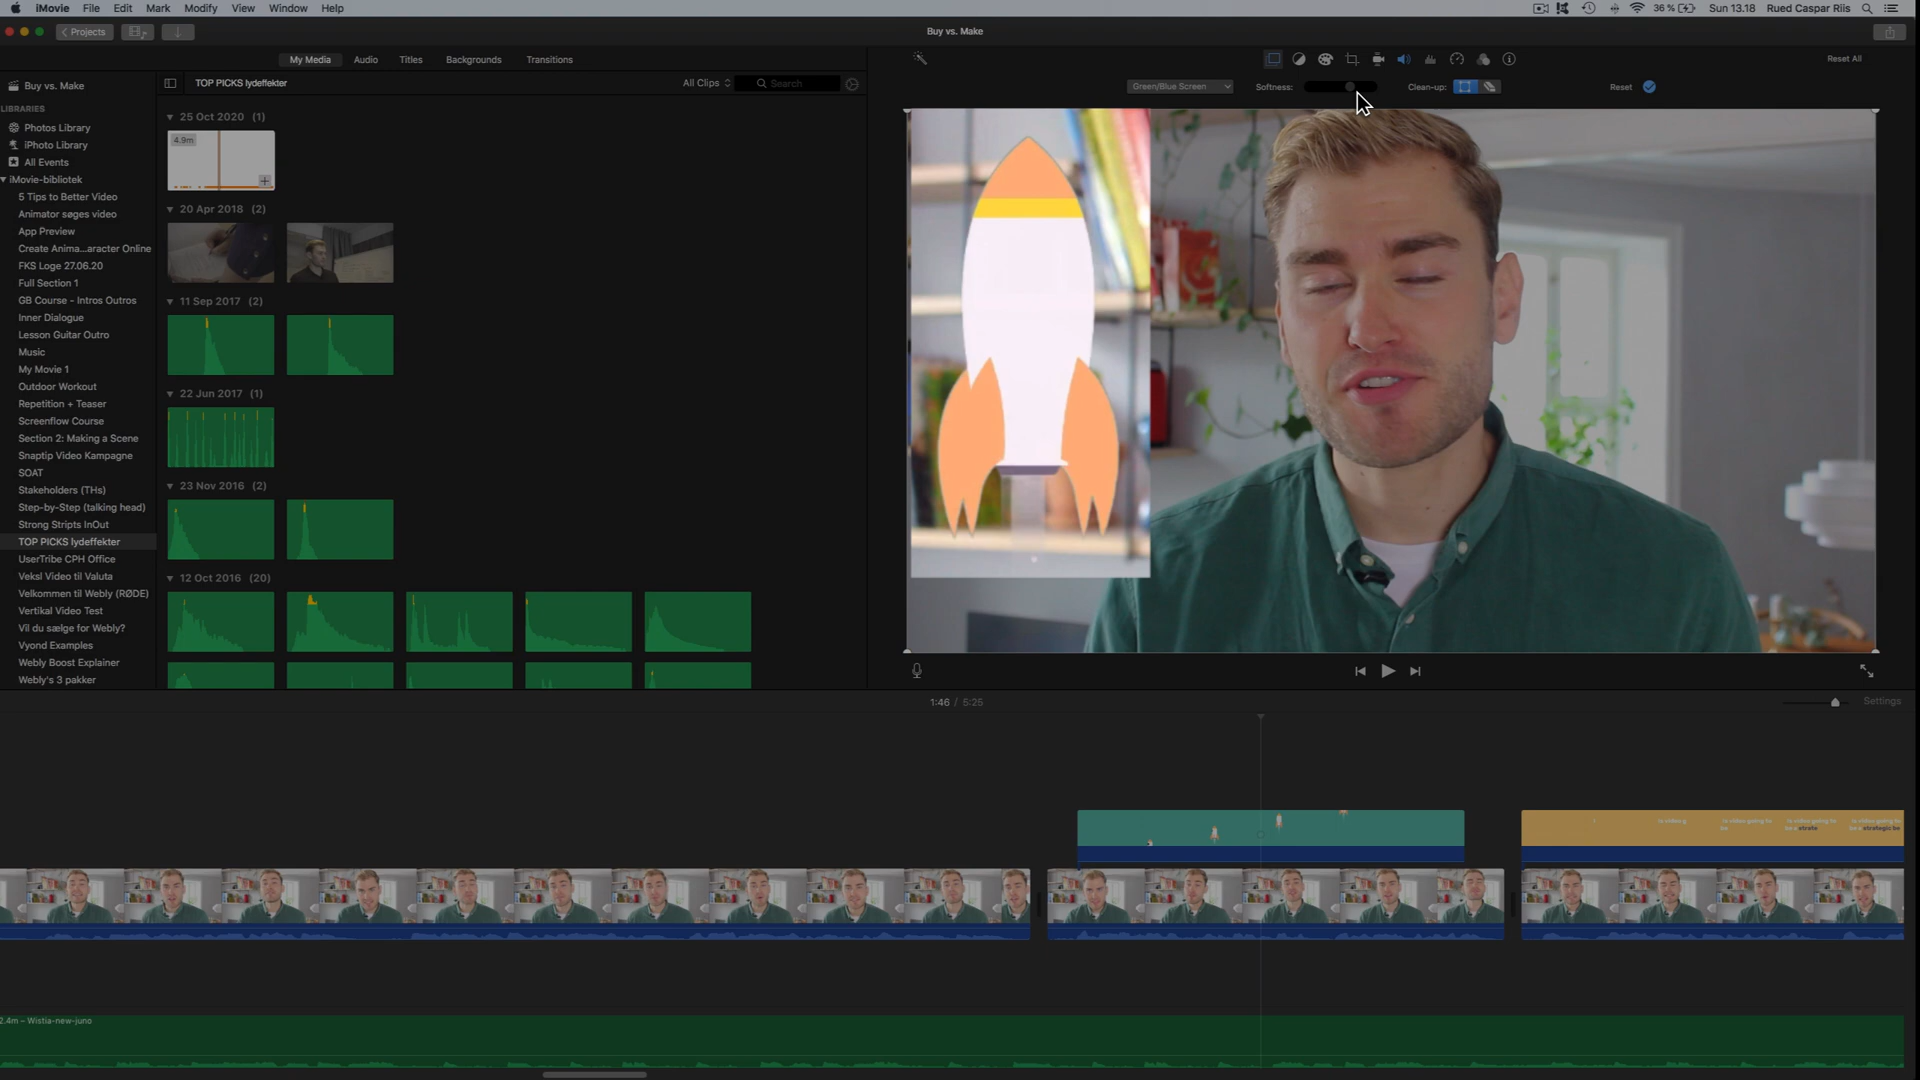 iMovie File Edit Mark Modify View Window Help
36 % Sun 13.18 Rued Caspar Riis
Projects
Buy vs. Make
My Media Audio Titles Backgrounds Transitions
Reset All
Buy vs. Make
TOP PICKS lydeffekter
All Clips
Search
Green/Blue Screen
Softness:
Clean-up:
Reset
LIBRARIES
Photos Library
iPhoto Library
All Events
iMovie-bibliotek
5 Tips to Better Video
Animator søges video
App Preview
Create Anima...aracter Online
FKS Loge 27.06.20
Full Section 1
GB Course - Intros Outros
Inner Dialogue
Lesson Guitar Outro
Music
My Movie 1
Outdoor Workout
Repetition + Teaser
Screenflow Course
Section 2: Making a Scene
Snaptip Video Kampagne
SOAT
Stakeholders (THs)
Step-by-Step (talking head)
Strong Stripts InOut
TOP PICKS lydeffekter
UserTribe CPH Office
Veksl Video til Valuta
Velkommen til Webly (RØDE)
Vertikal Video Test
Vil du sælge for Webly?
Vyond Examples
Webly Boost Explainer
Webly's 3 pakker
25 Oct 2020 (1)
4.9m
20 Apr 2018 (2)
11 Sep 2017 (2)
22 Jun 2017 (1)
23 Nov 2016 (2)
12 Oct 2016 (20)
1:46 / 5:25
Settings
2.4m – Wistia-new-juno